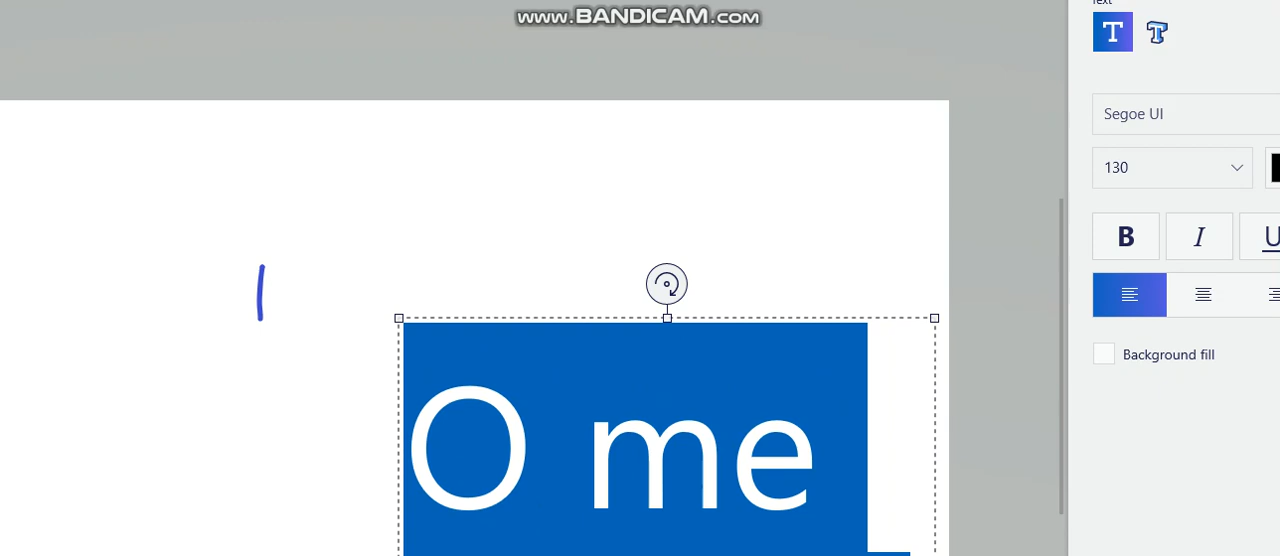 www.BANDICAM.com
Text
T T
Segoe UI
130
B I U
Background fill
O me